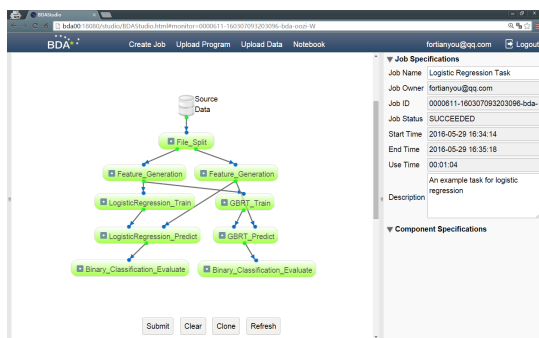 BDAStudio
bda00:18080/studio/BDAStudio.html#monitor=0000611-160307093203096-bda-oozi-W
BDA
Create Job
Upload Program
Upload Data
Notebook
fortianyou@qq.com
Logout
Source
Data
File_Split
Feature_Generation
Feature_Generation
LogisticRegression_Train
GBRT_Train
LogisticRegression_Predict
GBRT_Predict
Binary_Classification_Evaluate
Binary_Classification_Evaluate
Submit
Clear
Clone
Refresh
Job Specifications
Job Name Logistic Regression Task
Job Owner fortianyou@qq.com
Job ID 0000611-160307093203096-bda-
Job Status SUCCEEDED
Start Time 2016-05-29 16:34:14
End Time 2016-05-29 16:35:18
Use Time 00:01:04
Description An example task for logistic
regression
Component Specifications